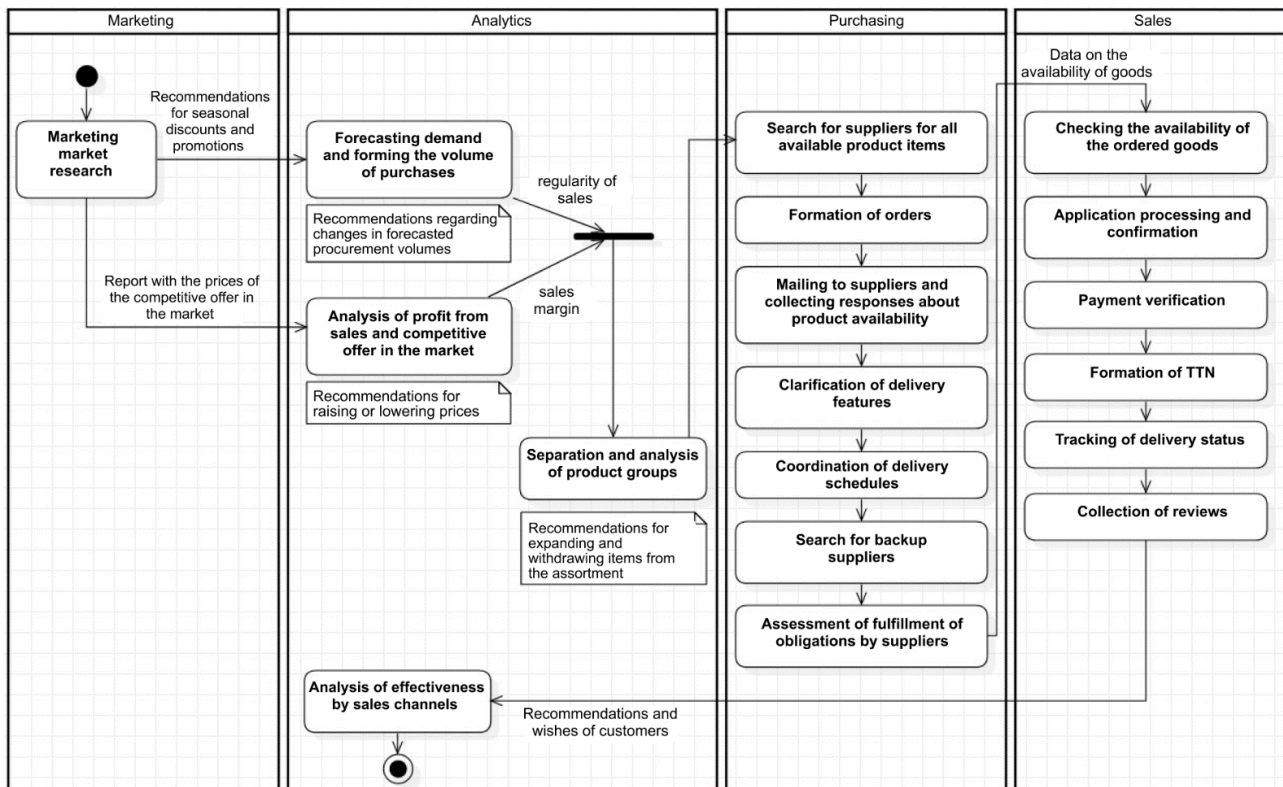 Marketing
Analytics
Purchasing
Sales
Recommendations
for seasonal
discounts and
promotions
Marketing
market
research
Report with the prices of
the competitive offer in
the market
Forecasting demand
and forming the volume
of purchases
Recommendations regarding
changes in forecasted
procurement volumes
regularity of
sales
Analysis of profit from
sales and competitive
offer in the market
sales
margin
Recommendations for
raising or lowering prices
Separation and analysis
of product groups
Recommendations for
expanding and
withdrawing items from
the assortment
Search for suppliers for all
available product items
Formation of orders
Mailing to suppliers and
collecting responses about
product availability
Clarification of delivery
features
Coordination of delivery
schedules
Search for backup
suppliers
Assessment of fulfillment of
obligations by suppliers
Data on the
availability of goods
Checking the availability of
the ordered goods
Application processing and
confirmation
Payment verification
Formation of TTN
Tracking of delivery status
Collection of reviews
Recommendations and
wishes of customers
Analysis of effectiveness
by sales channels